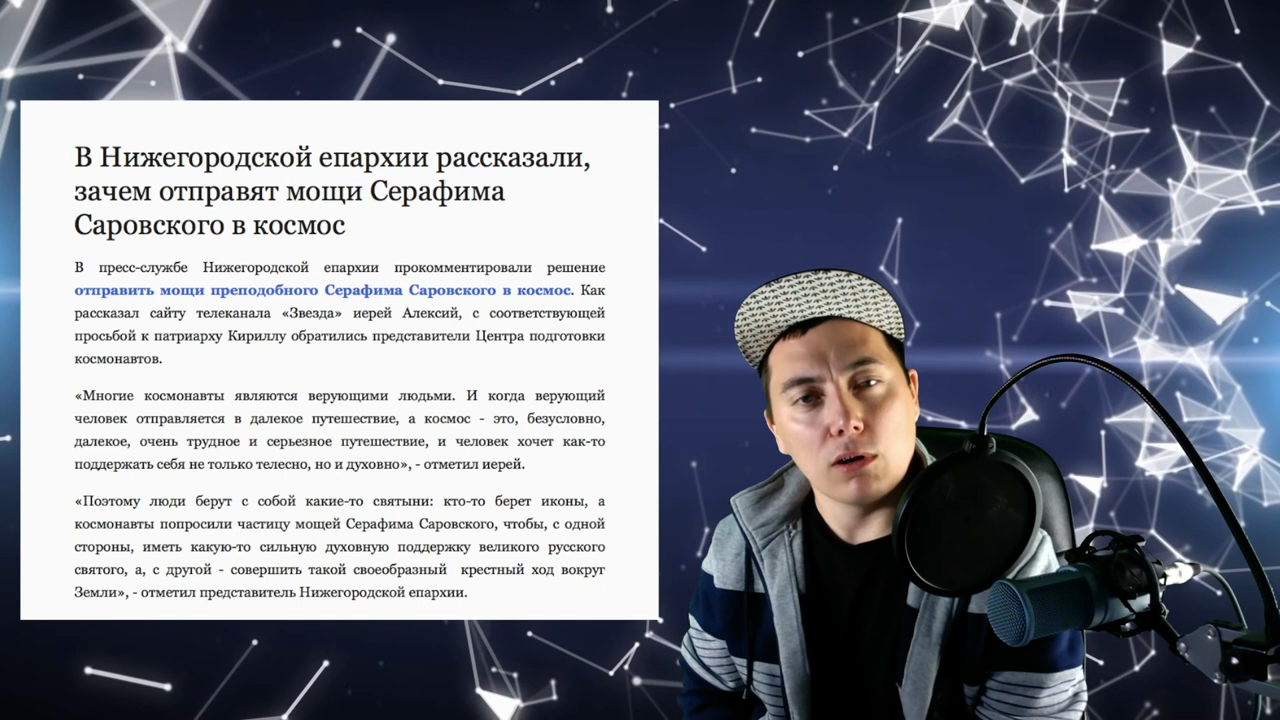 В Нижегородской епархии рассказали,
зачем отправят мощи Серафима
Саровского в космос
В пресс-службе Нижегородской епархии прокомментировали решение
отправить мощи преподобного Серафима Саровского в космос. Как
рассказал сайту телеканала «Звезда» иерей Алексий, с соответствующей
просьбой к патриарху Кириллу обратились представители Центра подготовки
космонавтов.
«Многие космонавты являются верующими людьми. И когда верующий
человек отправляется в далекое путешествие, а космос - это, безусловно,
далекое, очень трудное и серьезное путешествие, и человек хочет как-то
поддержать себя не только телесно, но и духовно», - отметил иерей.
«Поэтому люди берут с собой какие-то святыни: кто-то берет иконы, а
космонавты попросили частицу мощей Серафима Саровского, чтобы, с одной
стороны, иметь какую-то сильную духовную поддержку великого русского
святого, а, с другой - совершить такой своеобразный крестный ход вокруг
Земли», - отметил представитель Нижегородской епархии.